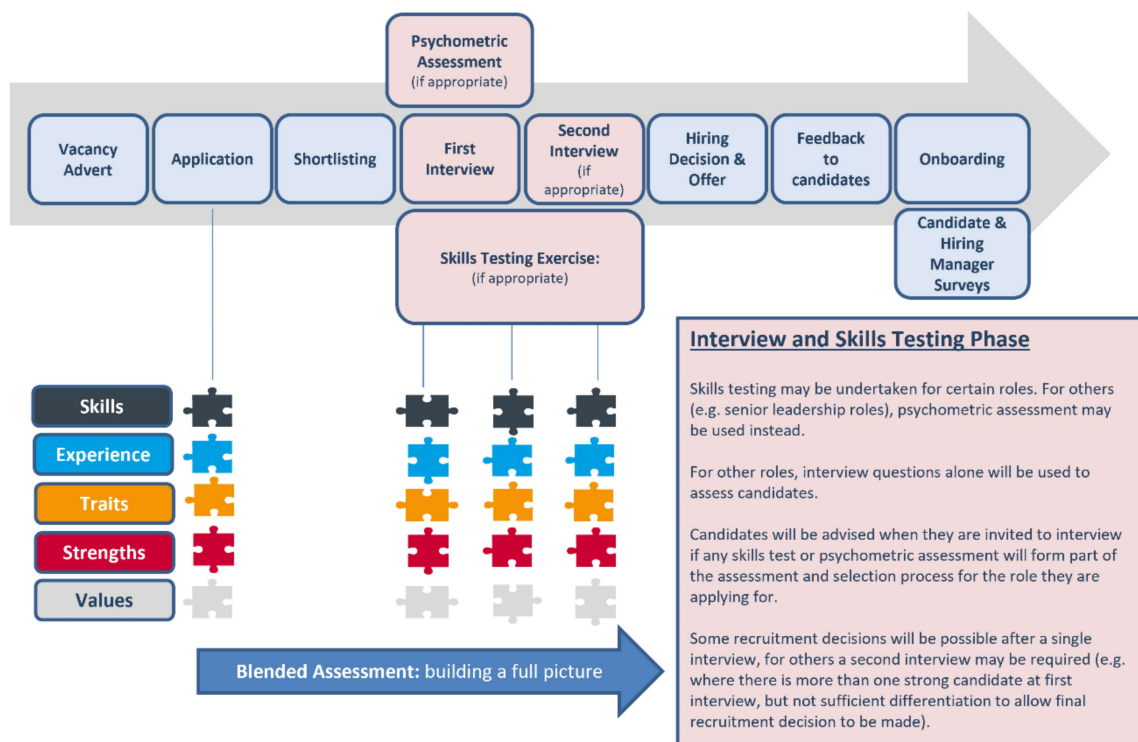 Psychometric
Assessment
(if appropriate)
Vacancy
Advert
Application
Shortlisting
First
Interview
Second
Interview
(if
appropriate)
Hiring
Decision &
Offer
Feedback
to
candidates
Onboarding
Skills Testing Exercise:
(if appropriate)
Candidate &
Hiring
Manager
Surveys
Skills
Experience
Traits
Strengths
Values
Blended Assessment: building a full picture
Interview and Skills Testing Phase
Skills testing may be undertaken for certain roles. For others
(e.g. senior leadership roles), psychometric assessment may
be used instead.
For other roles, interview questions alone will be used to
assess candidates.
Candidates will be advised when they are invited to interview
if any skills test or psychometric assessment will form part of
the assessment and selection process for the role they are
applying for.
Some recruitment decisions will be possible after a single
interview, for others a second interview may be required (e.g.
where there is more than one strong candidate at first
interview, but not sufficient differentiation to allow final
recruitment decision to be made).